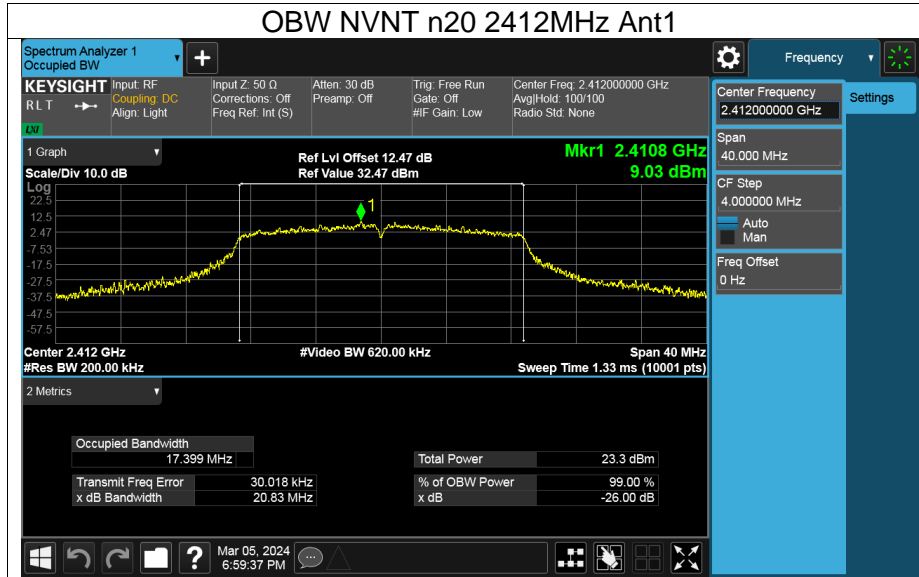 OBW NVNT n20 2412MHz Ant1
Spectrum Analyzer 1
Occupied BW
Frequency
KEYSIGHT
R L T
LXI
Input: RF
Coupling: DC
Align: Light
Input Z: 50 Ω
Corrections: Off
Freq Ref: Int (S)
Atten: 30 dB
Preamp: Off
Trig: Free Run
Gate: Off
#IF Gain: Low
Center Freq: 2.412000000 GHz
Avg|Hold: 100/100
Radio Std: None
Center Frequency
2.412000000 GHz
Settings
Span
40.000 MHz
CF Step
4.000000 MHz
Auto
Man
Freq Offset
0 Hz
1 Graph
Scale/Div 10.0 dB
Ref Lvl Offset 12.47 dB
Ref Value 32.47 dBm
Mkr1 2.4108 GHz
9.03 dBm
Log
22.5
12.5
2.47
-7.53
-17.5
-27.5
-37.5
-47.5
-57.5
1
Center 2.412 GHz
#Res BW 200.00 kHz
#Video BW 620.00 kHz
Span 40 MHz
Sweep Time 1.33 ms (10001 pts)
2 Metrics
Occupied Bandwidth
17.399 MHz
Transmit Freq Error 30.018 kHz
x dB Bandwidth 20.83 MHz
Total Power 23.3 dBm
% of OBW Power 99.00 %
x dB -26.00 dB
Mar 05, 2024
6:59:37 PM